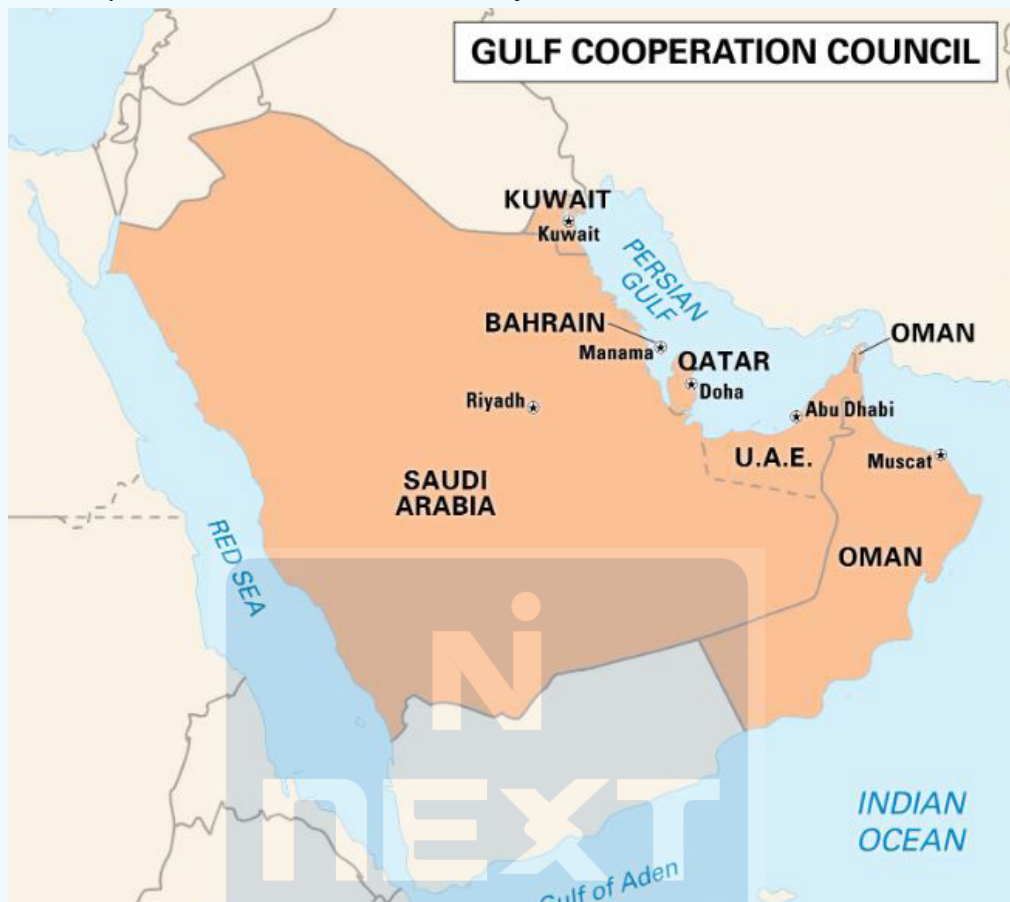 GULF COOPERATION COUNCIL
KUWAIT
Kuwait
PERSIAN
GULF
BAHRAIN
Manama
OMAN
QATAR
Doha
Riyadh
Abu Dhabi
U.A.E.
Muscat
SAUDI
ARABIA
RED SEA
OMAN
N
nEXT
INDIAN
OCEAN
Gulf of Aden